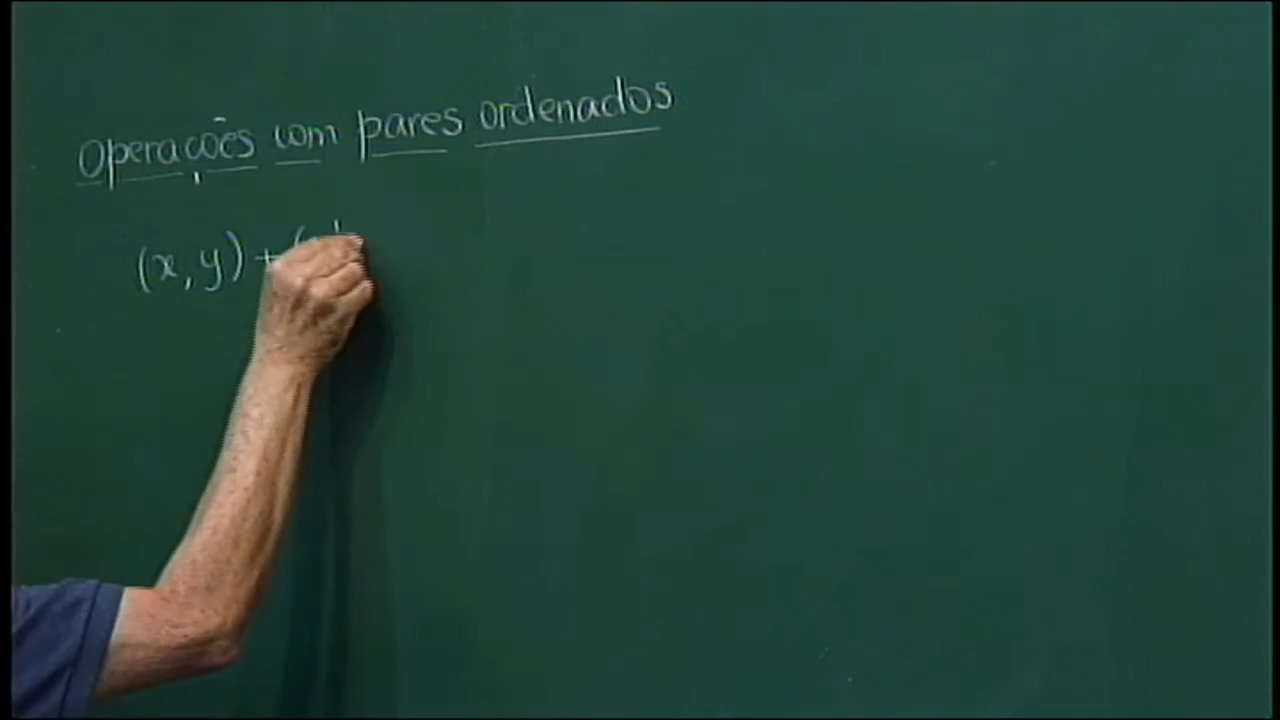 Operações com pares ordenados
(x, y) + (